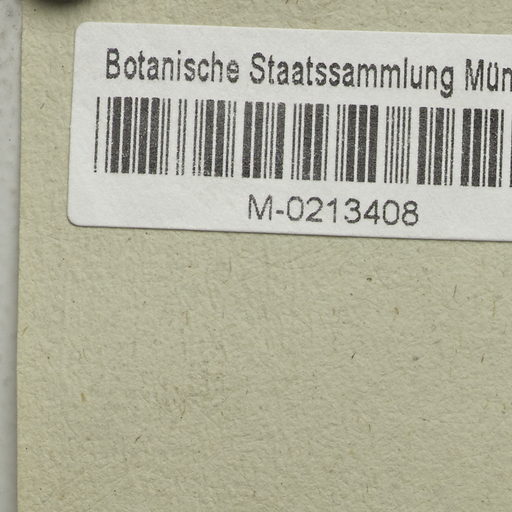 Botanische Staatssammlung Mün
M-0213408